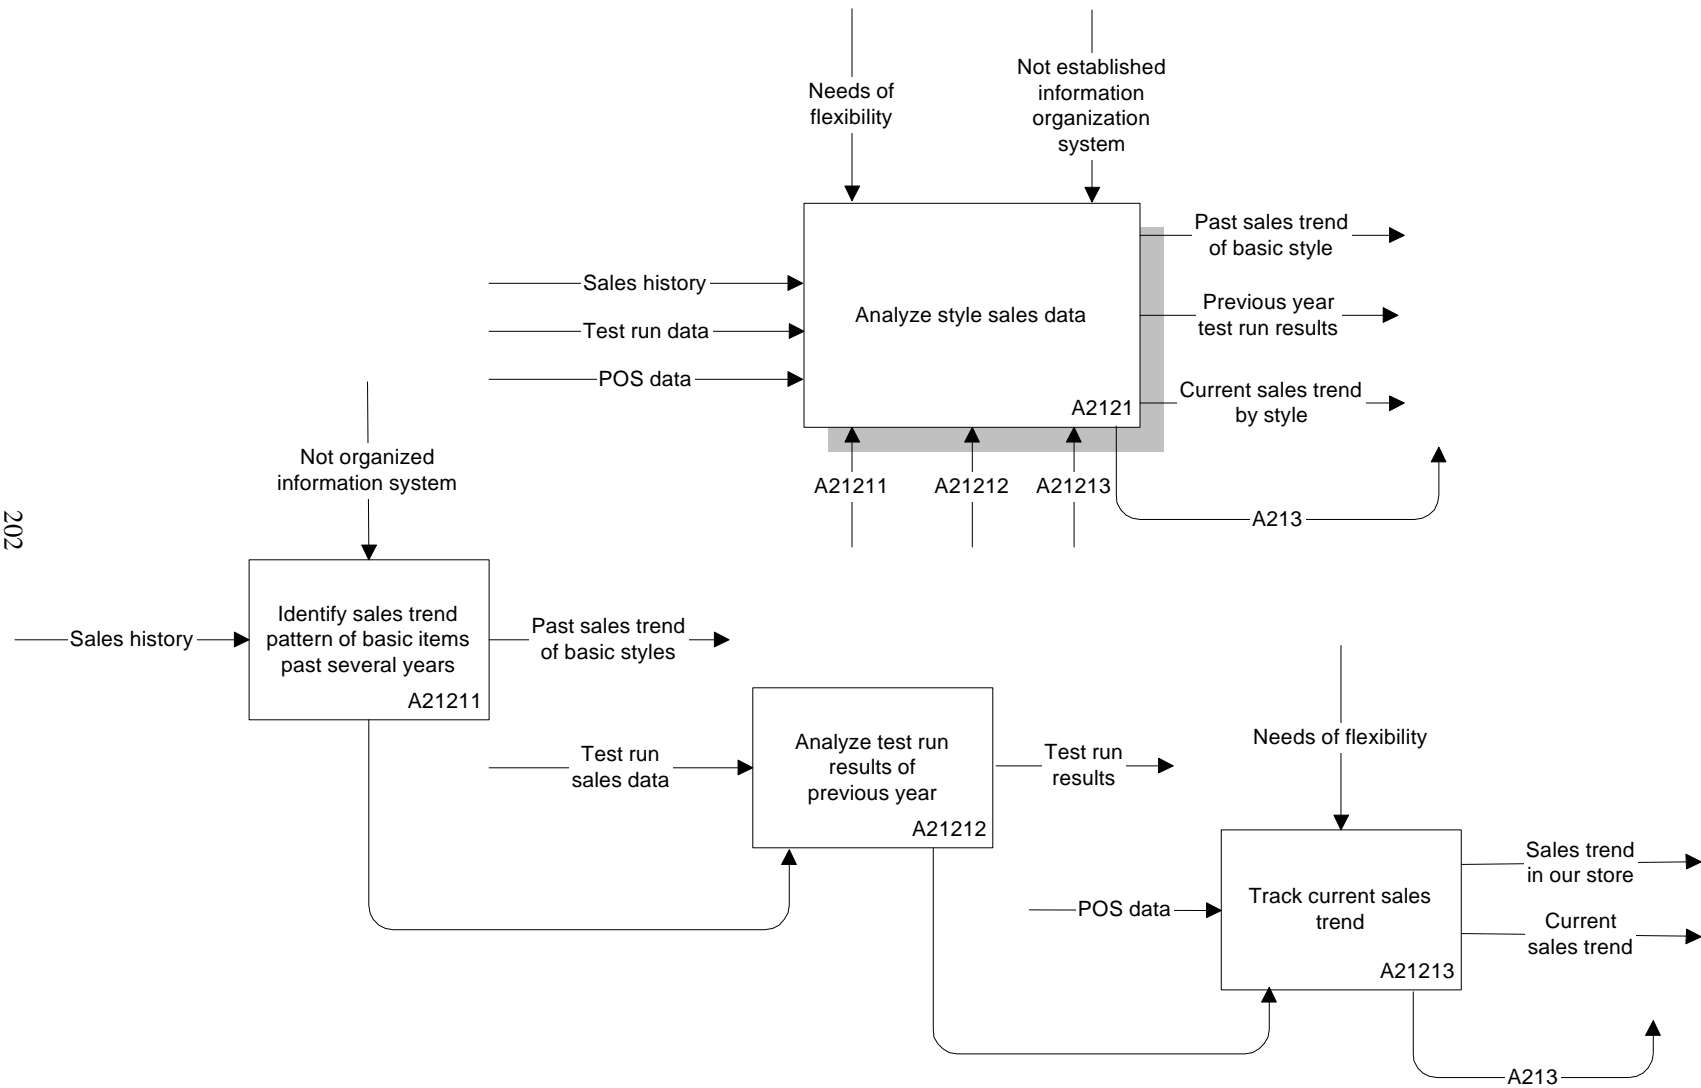 Needs of
flexibility
Not established
information
organization
system
Past sales trend
of basic style
Sales history
Test run data
POS data
Analyze style sales data
A2121
Previous year
test run results
Current sales trend
by style
A21211
A21212
A21213
A213
Not organized
information system
202
Sales history
Identify sales trend
pattern of basic items
past several years
A21211
Past sales trend
of basic styles
Test run
sales data
Analyze test run
results of
previous year
A21212
Test run
results
Needs of flexibility
POS data
Track current sales
trend
A21213
Sales trend
in our store
Current
sales trend
A213